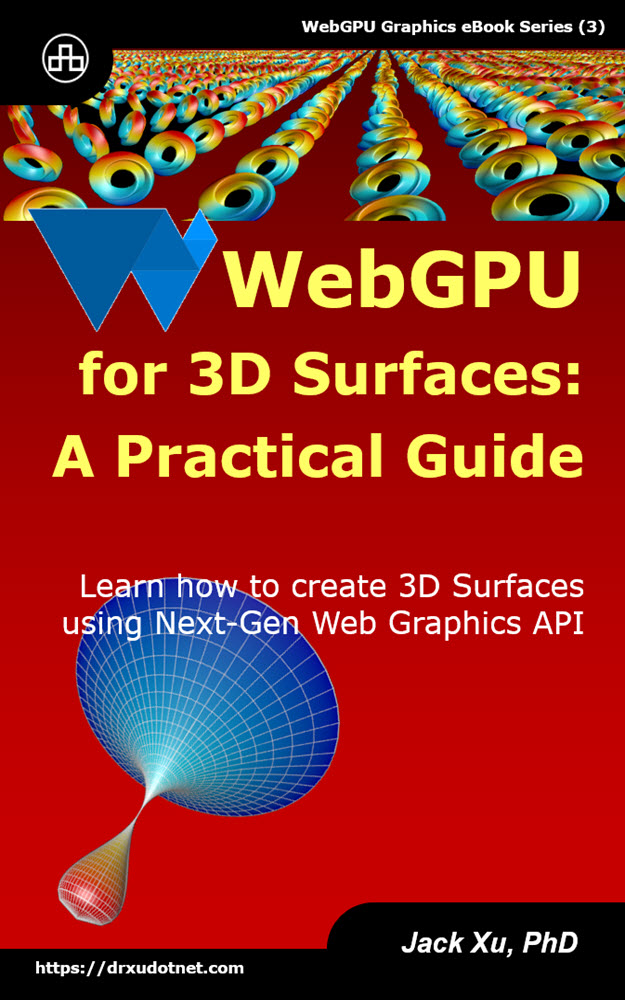 WebGPU Graphics eBook Series (3)
WebGPU
for 3D Surfaces:
A Practical Guide
Learn how to create 3D Surfaces
using Next-Gen Web Graphics API
Jack Xu, PhD
https://drxudotnet.com